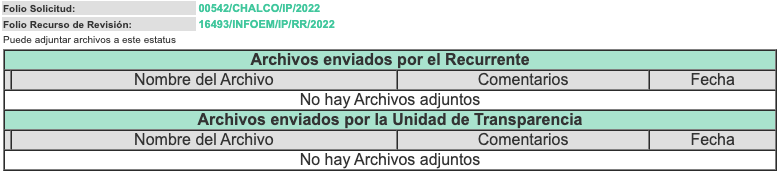 Folio Solicitud: 00542/CHALCO/IP/2022
Folio Recurso de Revisión: 16493/INFOEM/IP/RR/2022
Puede adjuntar archivos a este estatus
Archivos enviados por el Recurrente
Nombre del Archivo Comentarios Fecha
No hay Archivos adjuntos
Archivos enviados por la Unidad de Transparencia
Nombre del Archivo Comentarios Fecha
No hay Archivos adjuntos